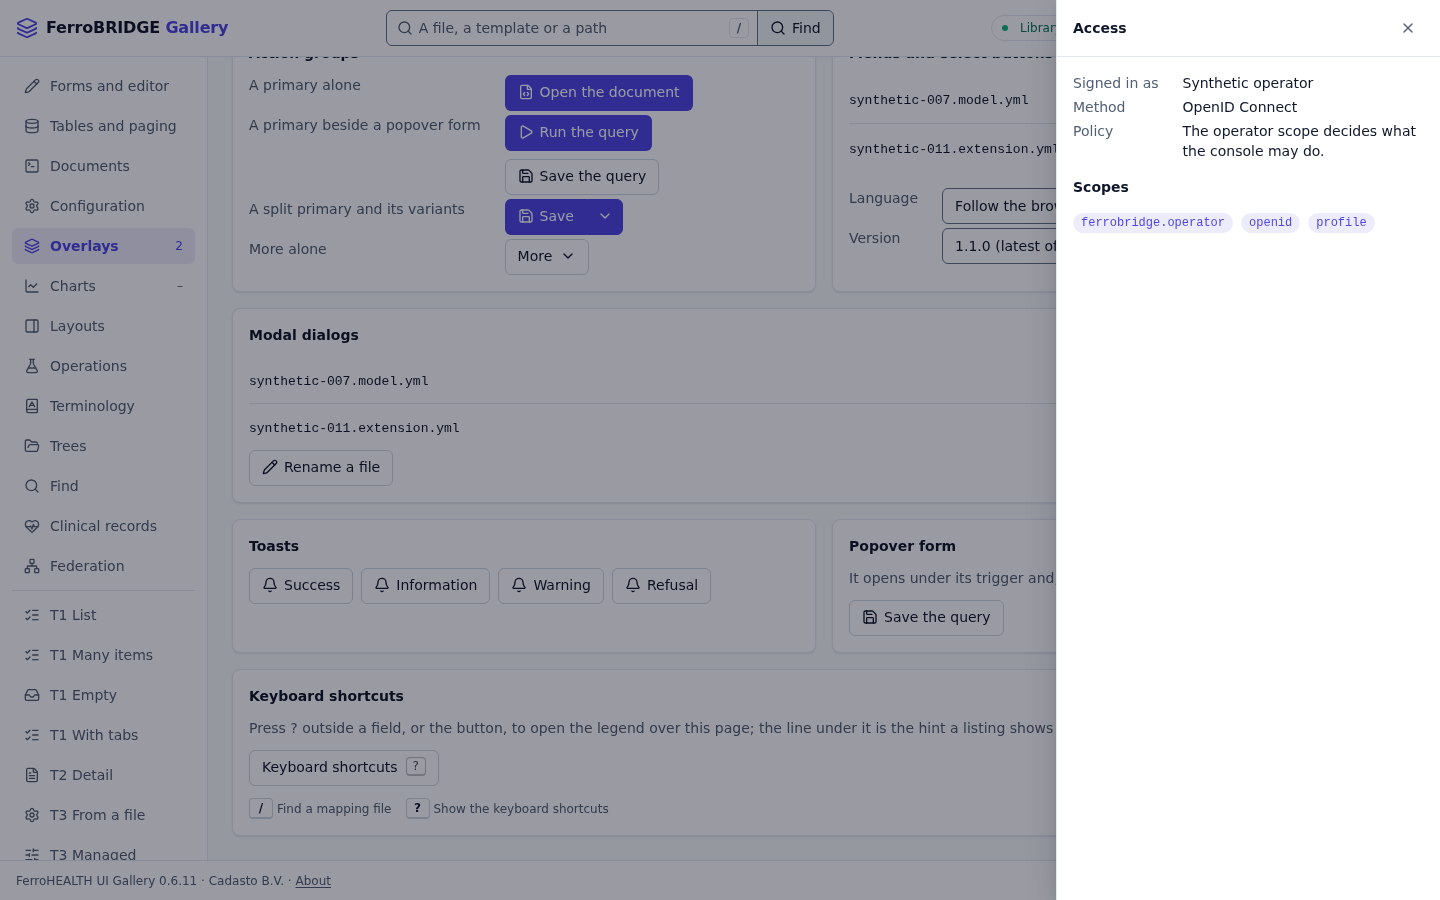 FerroBRIDGE Gallery
A file, a template or a path
/
Find
Access
Forms and editor
Tables and paging
Documents
Configuration
Overlays 2
Charts –
Layouts
Operations
Terminology
Trees
Find
Clinical records
Federation
T1 List
T1 Many items
T1 Empty
T1 With tabs
T2 Detail
T3 From a file
T3 Managed
A primary alone
Open the document
A primary beside a popover form
Run the query
Save the query
A split primary and its variants
Save
More alone
More
synthetic-007.model.yml
synthetic-011.extension.yml
Language
Version
Modal dialogs
synthetic-007.model.yml
synthetic-011.extension.yml
Rename a file
Toasts
Success
Information
Warning
Refusal
Popover form
It opens under its trigger and
Save the query
Keyboard shortcuts
Press ? outside a field, or the button, to open the legend over this page; the line under it is the hint a listing shows
Keyboard shortcuts ?
/ Find a mapping file ? Show the keyboard shortcuts
Signed in as Synthetic operator
Method OpenID Connect
Policy The operator scope decides what
the console may do.
Scopes
ferrobridge.operator openid profile
FerroHEALTH UI Gallery 0.6.11 · Cadasto B.V. · About